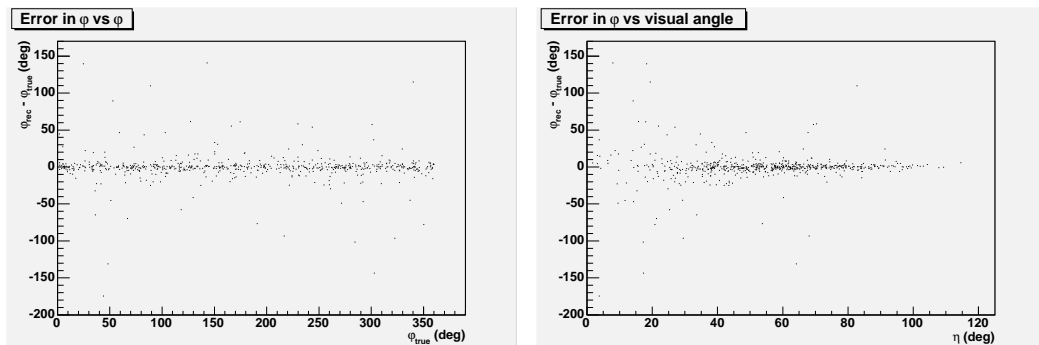 Error in φ vs φ
φrec - φtrue (deg)
150
100
50
0
-50
-100
-150
-200
0 50 100 150 200 250 300 350
φtrue (deg)
Error in φ vs visual angle
φrec - φtrue (deg)
150
100
50
0
-50
-100
-150
-200
0 20 40 60 80 100 120
η (deg)